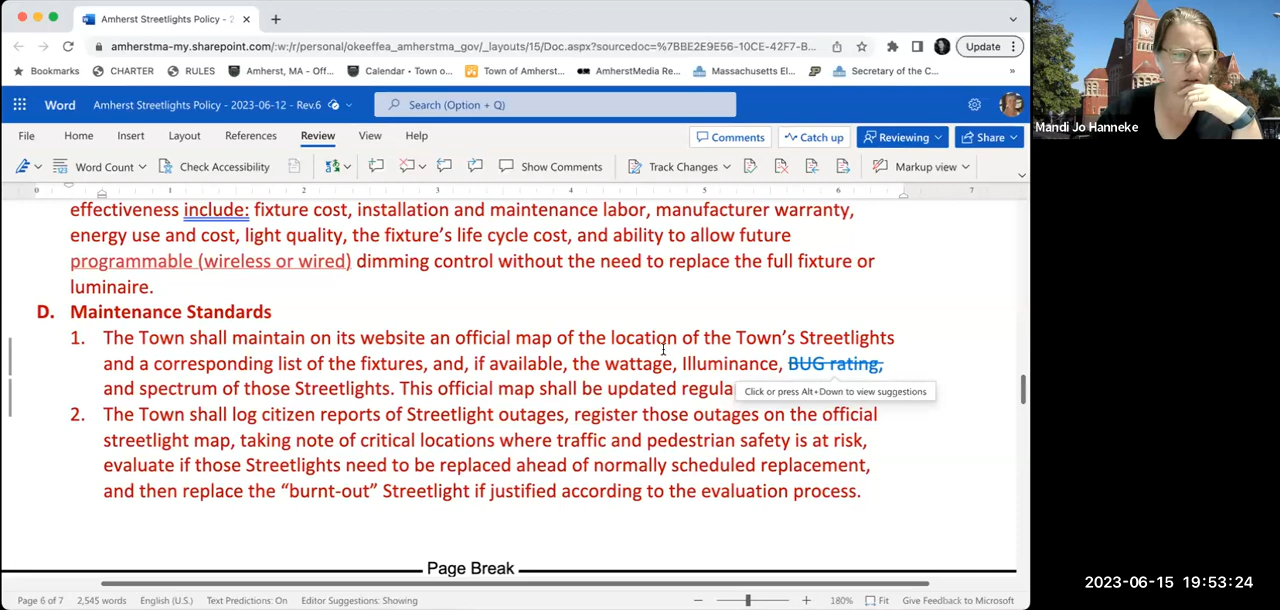 Amherst Streetlights Policy - 2
amherstma-my.sharepoint.com/:w:/r/personal/okeeffea_amherstma_gov/_layouts/15/Doc.aspx?sourcedoc=%7BBE2E9E56-10CE-42F7-B...
Update
Bookmarks CHARTER RULES Amherst, MA - Off... Calendar • Town o... Town of Amherst... AmherstMedia Re... Massachusetts El... Secretary of the C... »
Word Amherst Streetlights Policy - 2023-06-12 - Rev.6 Search (Option + Q)
File Home Insert Layout References Review View Help Comments Catch up Reviewing Share
Word Count Check Accessibility Show Comments Track Changes Markup view
0 1 2 3 4 5 6 7
effectiveness include: fixture cost, installation and maintenance labor, manufacturer warranty,
energy use and cost, light quality, the fixture's life cycle cost, and ability to allow future
programmable (wireless or wired) dimming control without the need to replace the full fixture or
luminaire.
D. Maintenance Standards
1. The Town shall maintain on its website an official map of the location of the Town's Streetlights
and a corresponding list of the fixtures, and, if available, the wattage, Illuminance, BUG rating,
and spectrum of those Streetlights. This official map shall be updated regula
Click or press Alt+Down to view suggestions
2. The Town shall log citizen reports of Streetlight outages, register those outages on the official
streetlight map, taking note of critical locations where traffic and pedestrian safety is at risk,
evaluate if those Streetlights need to be replaced ahead of normally scheduled replacement,
and then replace the “burnt-out” Streetlight if justified according to the evaluation process.
Page Break
Page 6 of 7 2,545 words English (U.S.) Text Predictions: On Editor Suggestions: Showing 180% Fit Give Feedback to Microsoft
Mandi Jo Hanneke
2023-06-15 19:53:24